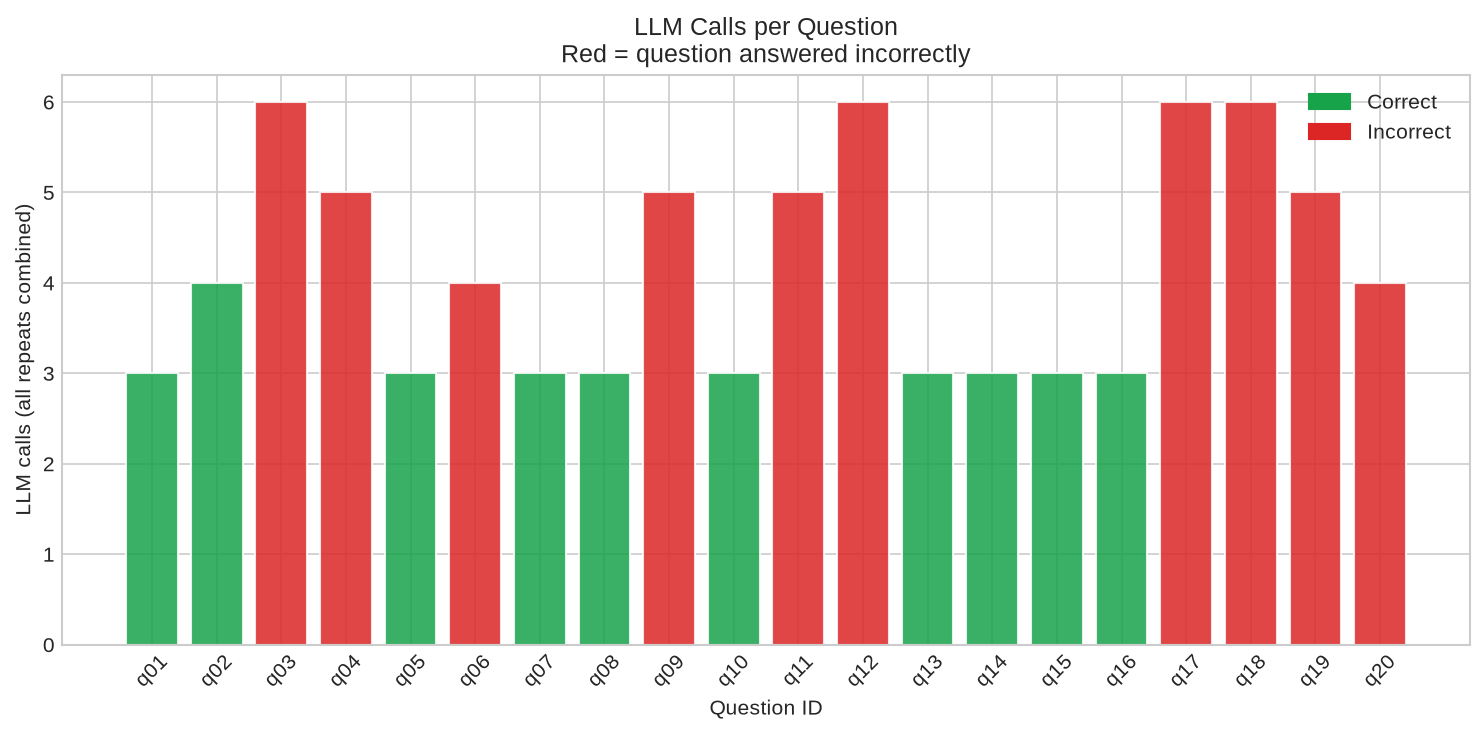 LLM Calls per Question
Red = question answered incorrectly
Correct
Incorrect
LLM calls (all repeats combined)
6
5
4
3
2
1
0
q01 q02 q03 q04 q05 q06 q07 q08 q09 q10 q11 q12 q13 q14 q15 q16 q17 q18 q19 q20
Question ID